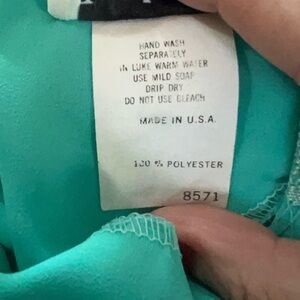 HAND WASH
SEPARATELY
IN LUKE WARM WATER
USE MILD SOAP
DRIP DRY
DO NOT USE BLEACH
MADE IN U.S.A.
100 % POLYESTER
8571